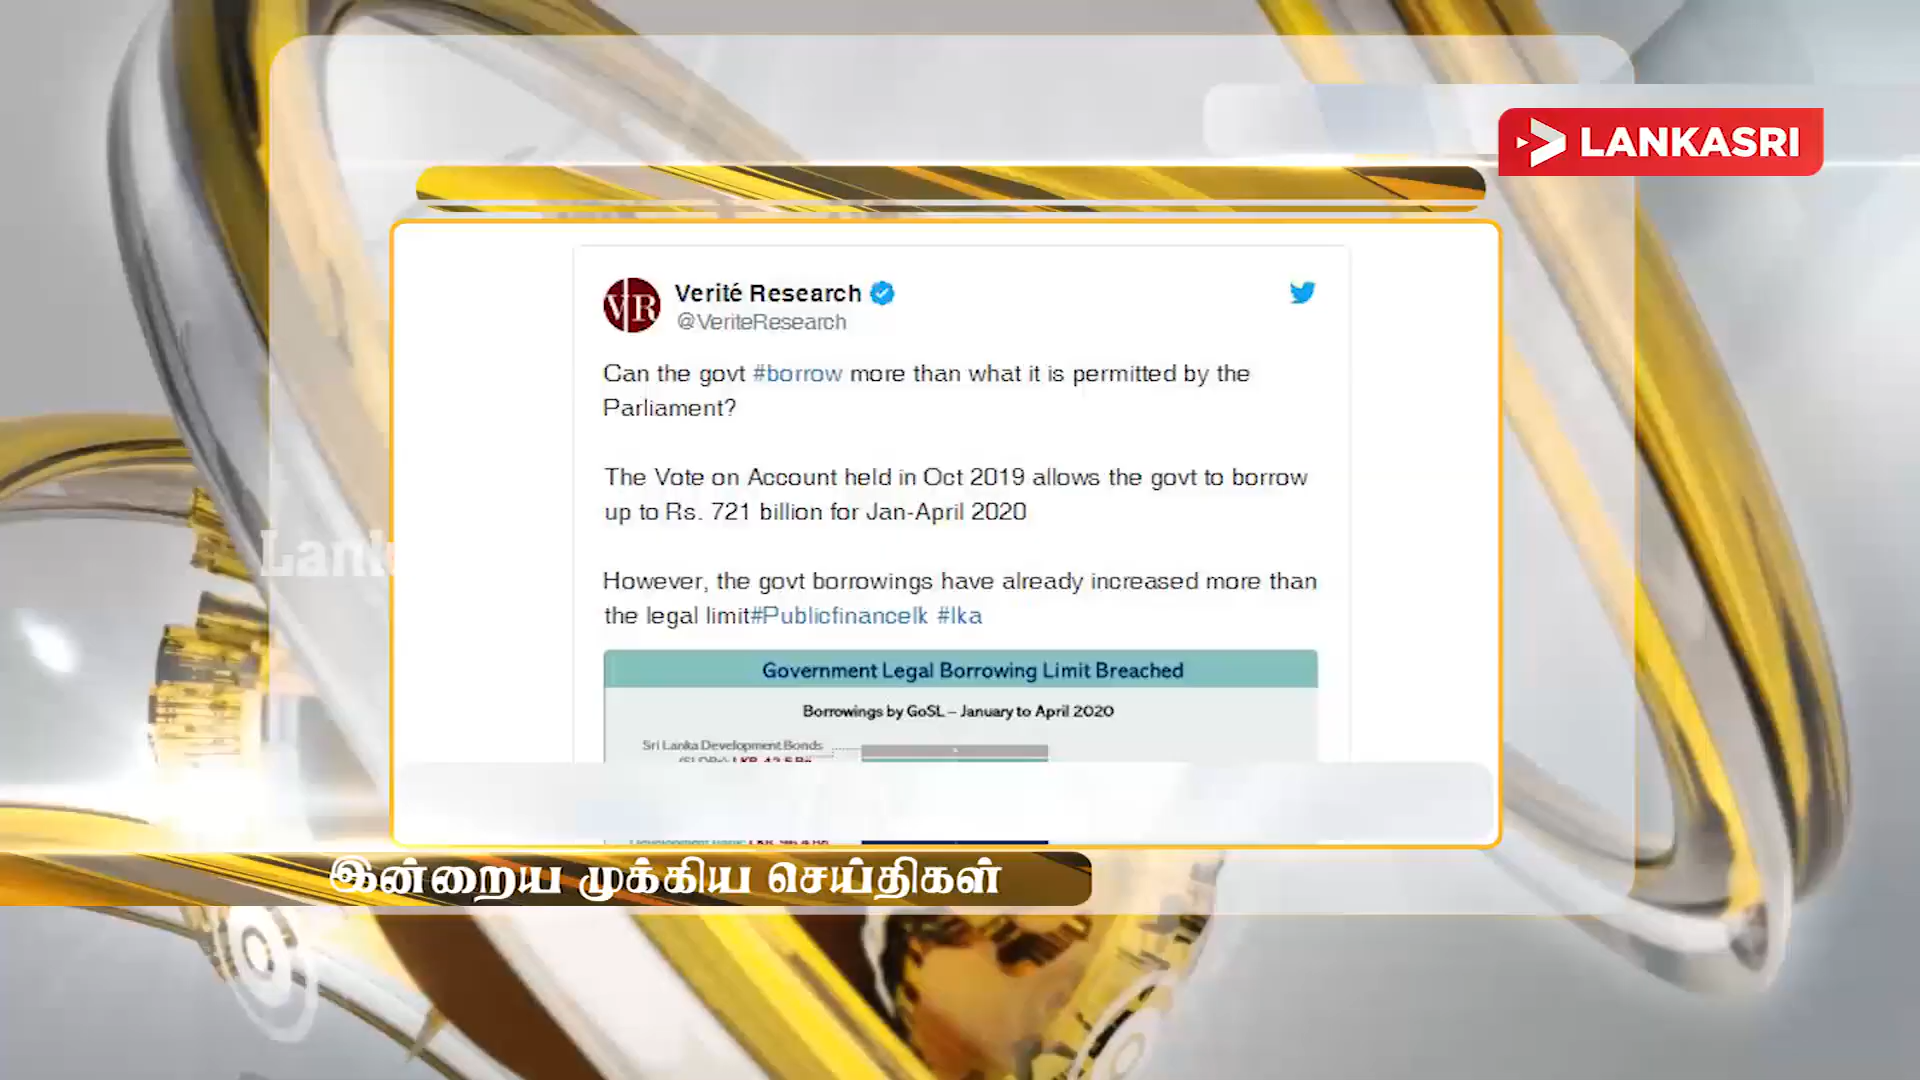 LANKASRI
Verité Research
@VeriteResearch
Can the govt #borrow more than what it is permitted by the
Parliament?
The Vote on Account held in Oct 2019 allows the govt to borrow
up to Rs. 721 billion for Jan-April 2020
However, the govt borrowings have already increased more than
the legal limit#Publicfinancelk #lka
Government Legal Borrowing Limit Breached
Borrowings by GoSL – January to April 2020
Sri Lanka Development Bonds
இன்றைய முக்கிய செய்திகள்